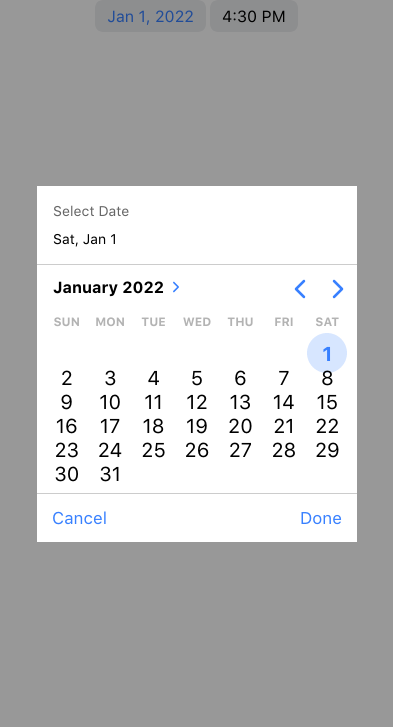 Jan 1, 2022 4:30 PM
Select Date
Sat, Jan 1
January 2022
SUN MON TUE WED THU FRI SAT
1
2 3 4 5 6 7 8
9 10 11 12 13 14 15
16 17 18 19 20 21 22
23 24 25 26 27 28 29
30 31
Cancel Done